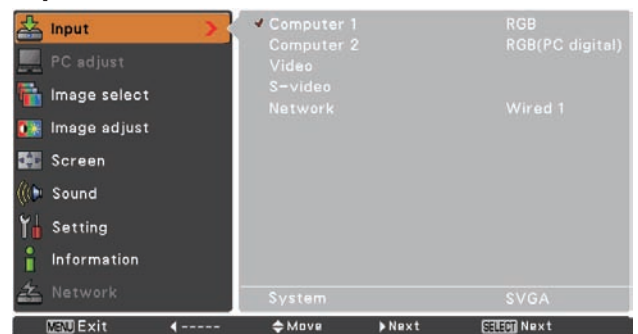 Input
PC adjust
Image select
Image adjust
Screen
Sound
Setting
Information
Network
Computer 1 RGB
Computer 2 RGB(PC digital)
Video
S-video
Network Wired 1
System SVGA
MENU Exit ◀----- Move ▶Next SELECT Next